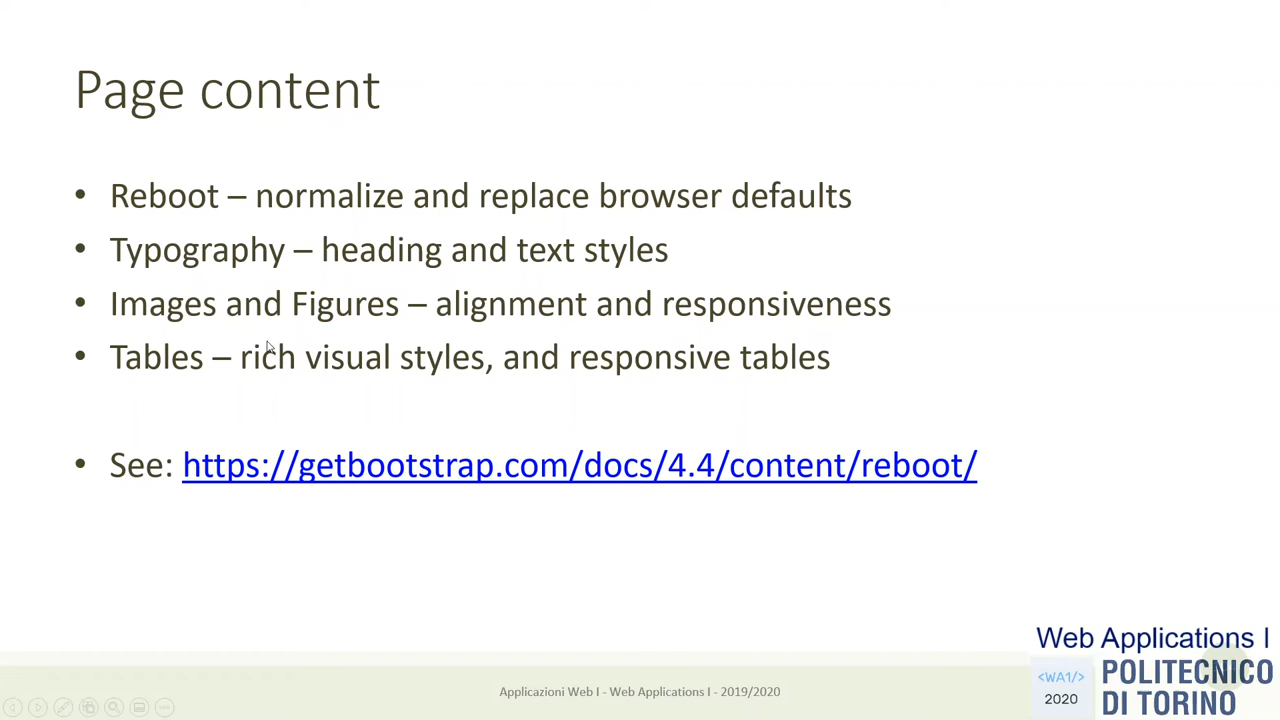 Page content
• Reboot – normalize and replace browser defaults
• Typography – heading and text styles
• Images and Figures – alignment and responsiveness
• Tables – rich visual styles, and responsive tables
• See: https://getbootstrap.com/docs/4.4/content/reboot/
Applicazioni Web I - Web Applications I - 2019/2020
Web Applications I
<WA1/>
2020
POLITECNICO
DI TORINO